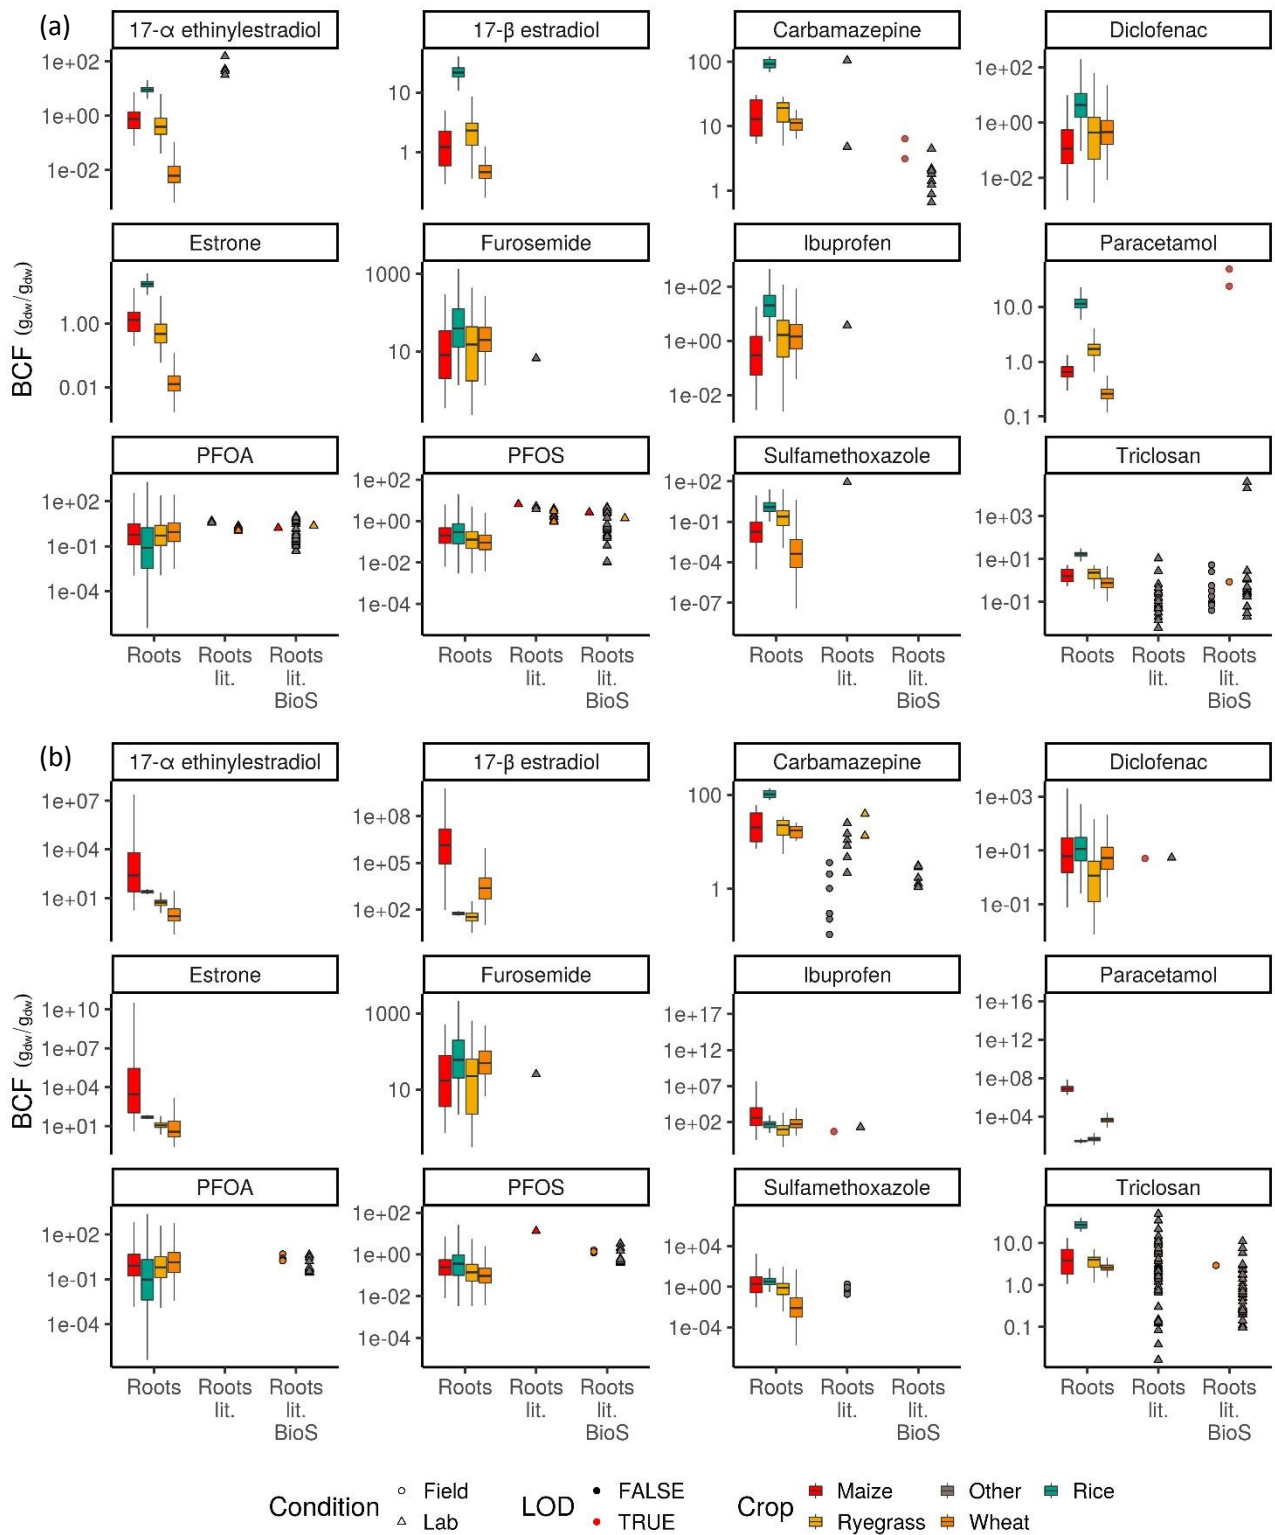 (a)
17-α ethinylestradiol 17-β estradiol Carbamazepine Diclofenac
1e+02 1e+00 1e-02
10 1
100 10 1
1e+02 1e+00 1e-02
Estrone Furosemide Ibuprofen Paracetamol
1.00 0.01
1000 10
1e+02 1e+00 1e-02
10.0 1.0 0.1
BCF (gdw/gdw)
PFOA PFOS Sulfamethoxazole Triclosan
1e+02 1e-01 1e-04
1e+02 1e+00 1e-02 1e-04
1e+02 1e-01 1e-04 1e-07
1e+03 1e+01 1e-01
Roots Roots lit. Roots lit. BioS
Roots Roots lit. Roots lit. BioS
Roots Roots lit. Roots lit. BioS
Roots Roots lit. Roots lit. BioS
(b)
17-α ethinylestradiol 17-β estradiol Carbamazepine Diclofenac
1e+07 1e+04 1e+01
1e+08 1e+05 1e+02
100 1
1e+03 1e+01 1e-01
Estrone Furosemide Ibuprofen Paracetamol
1e+10 1e+07 1e+04 1e+01
1000 10
1e+17 1e+12 1e+07 1e+02
1e+16 1e+12 1e+08 1e+04
BCF (gdw/gdw)
PFOA PFOS Sulfamethoxazole Triclosan
1e+02 1e-01 1e-04
1e+02 1e+00 1e-02 1e-04
1e+04 1e+00 1e-04
10.0 1.0 0.1
Roots Roots lit. Roots lit. BioS
Roots Roots lit. Roots lit. BioS
Roots Roots lit. Roots lit. BioS
Roots Roots lit. Roots lit. BioS
Condition Field Lab
LOD FALSE TRUE
Crop Maize Other Rice
Ryegrass Wheat